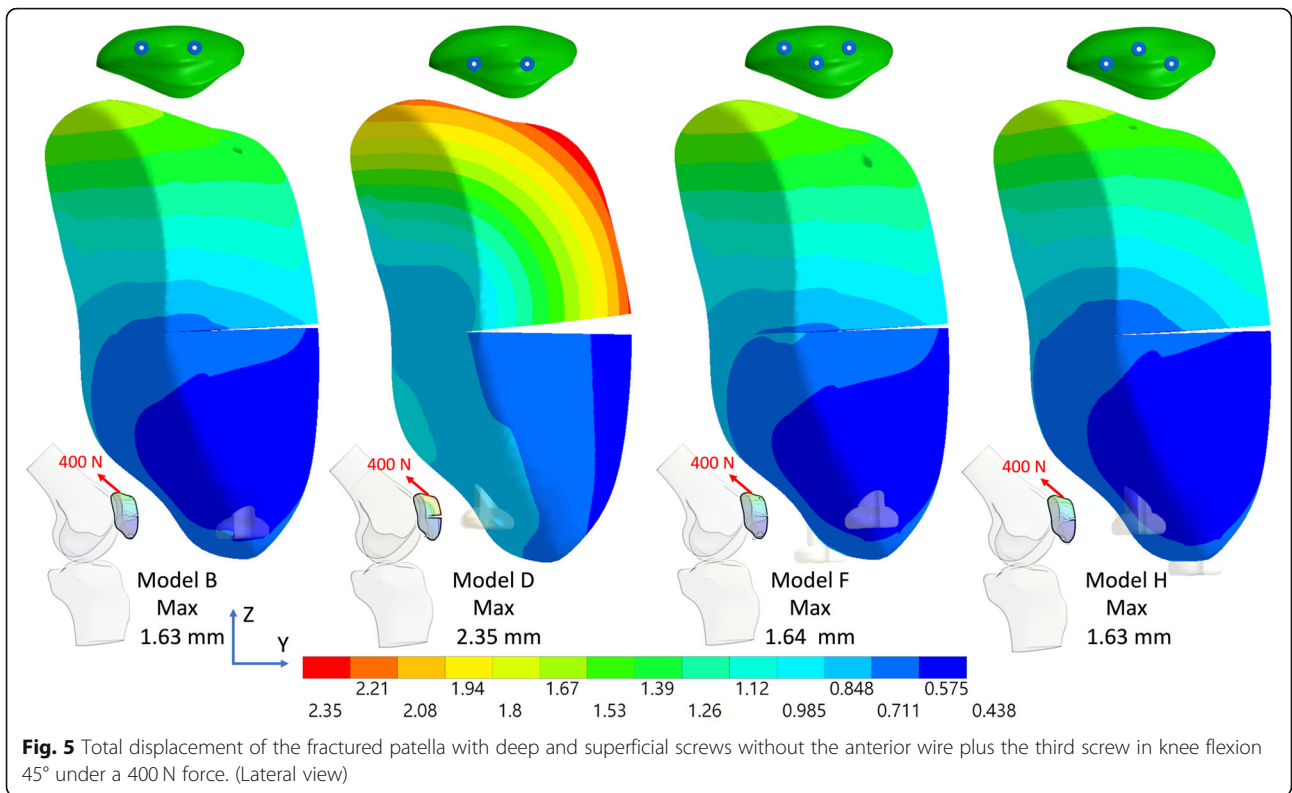 400 N
400 N
400 N
400 N
Model B
Max
1.63 mm
Model D
Max
2.35 mm
Model F
Max
1.64 mm
Model H
Max
1.63 mm
Z
Y
2.21 1.94 1.67 1.39 1.12 0.848 0.575
2.35 2.08 1.8 1.53 1.26 0.985 0.711 0.438
Fig. 5 Total displacement of the fractured patella with deep and superficial screws without the anterior wire plus the third screw in knee flexion
45° under a 400 N force. (Lateral view)